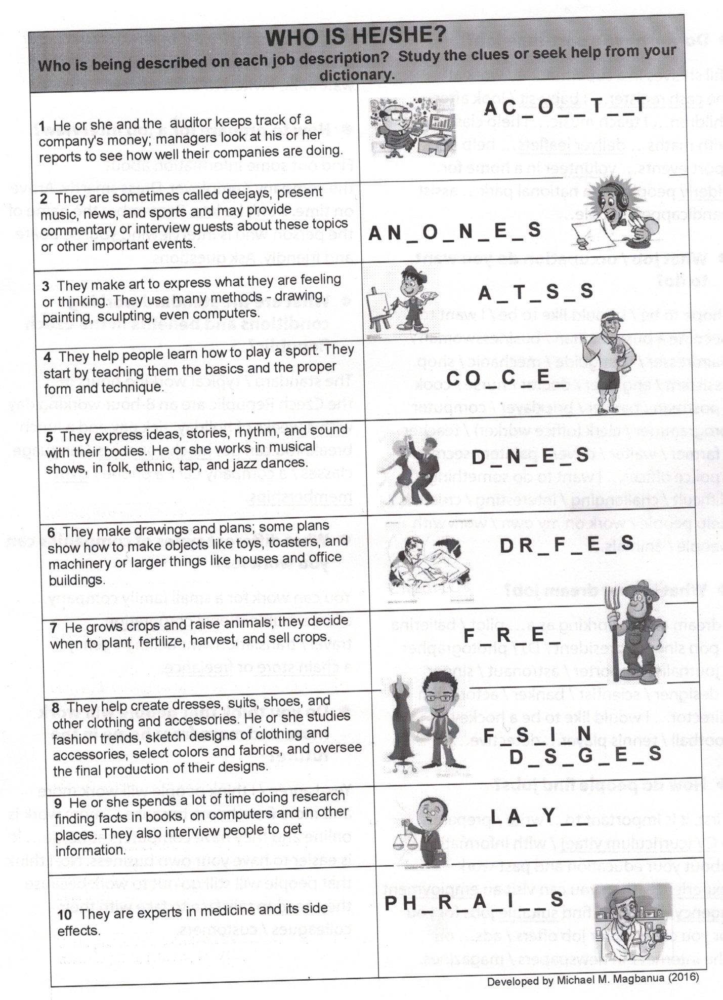 WHO IS HE/SHE?
Who is being described on each job description? Study the clues or seek help from your
dictionary.
1 He or she and the auditor keeps track of a
company's money; managers look at his or her
reports to see how well their companies are doing.
A C _ O _ _ T _ _ T
2 They are sometimes called deejays, present
music, news, and sports and may provide
commentary or interview guests about these topics
or other important events.
A N _ O _ N _ E _ S
3 They make art to express what they are feeling
or thinking. They use many methods - drawing,
painting, sculpting, even computers.
A _ T _ S _ S
4 They help people learn how to play a sport. They
start by teaching them the basics and the proper
form and technique.
C O _ C _ E _
5 They express ideas, stories, rhythm, and sound
with their bodies. He or she works in musical
shows, in folk, ethnic, tap, and jazz dances.
D _ N _ E _ S
6 They make drawings and plans; some plans
show how to make objects like toys, toasters, and
machinery or larger things like houses and office
buildings.
D R _ F _ E _ S
7 He grows crops and raise animals; they decide
when to plant, fertilize, harvest, and sell crops.
F _ R _ E _
8 They help create dresses, suits, shoes, and
other clothing and accessories. He or she studies
fashion trends, sketch designs of clothing and
accessories, select colors and fabrics, and oversee
the final production of their designs.
F _ S _ I _ N
D _ S _ G _ E _ S
9 He or she spends a lot of time doing research
finding facts in books, on computers and in other
places. They also interview people to get
information.
L A _ Y _ _
10 They are experts in medicine and its side
effects.
P H _ R _ A _ I _ S
Developed by Michael M. Magbanua (2016)